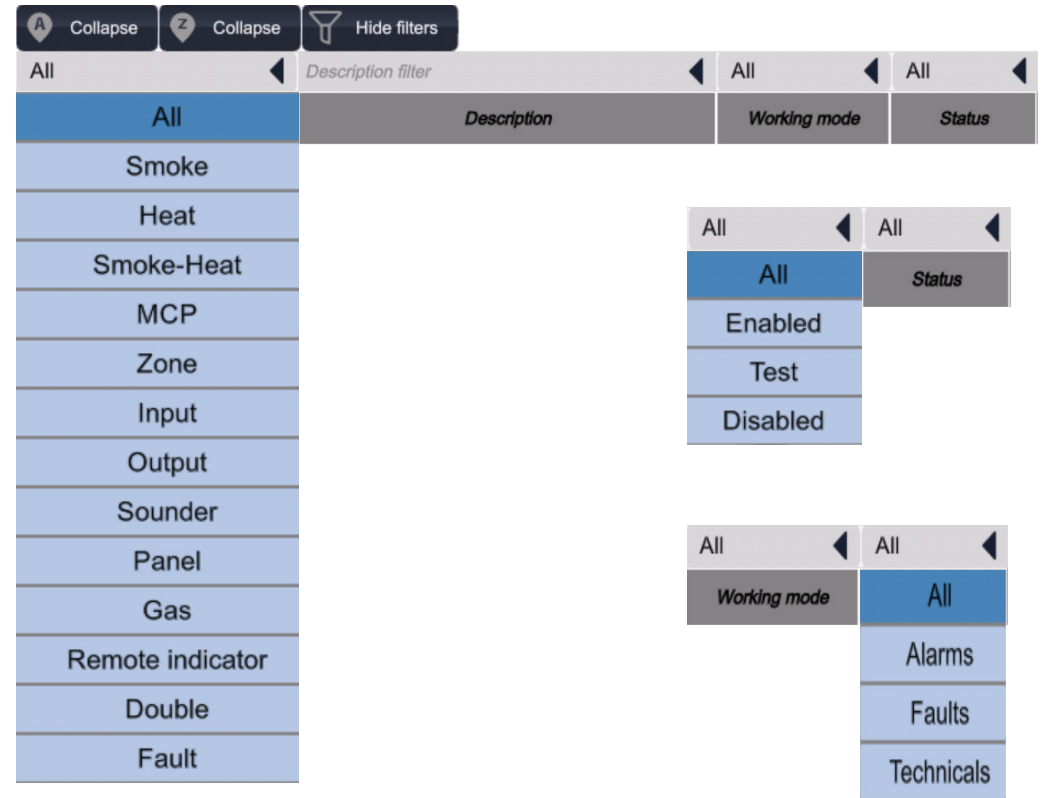 A Collapse Z Collapse Hide filters
All Description filter All All
All Description Working mode Status
Smoke
Heat
Smoke-Heat
MCP
Zone
Input
Output
Sounder
Panel
Gas
Remote indicator
Double
Fault
All All
All Status
Enabled
Test
Disabled
All All
Working mode All
Alarms
Faults
Technicals